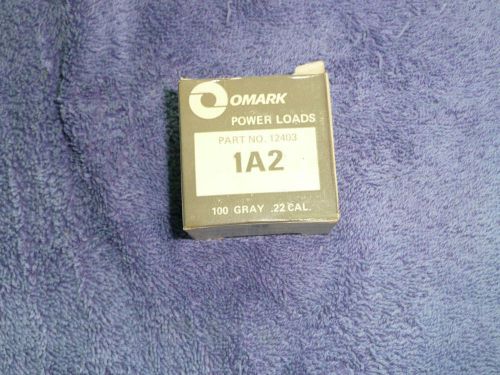 OMARK
POWER LOADS
PART NO. 12403
1A2
100 GRAY .22 CAL.